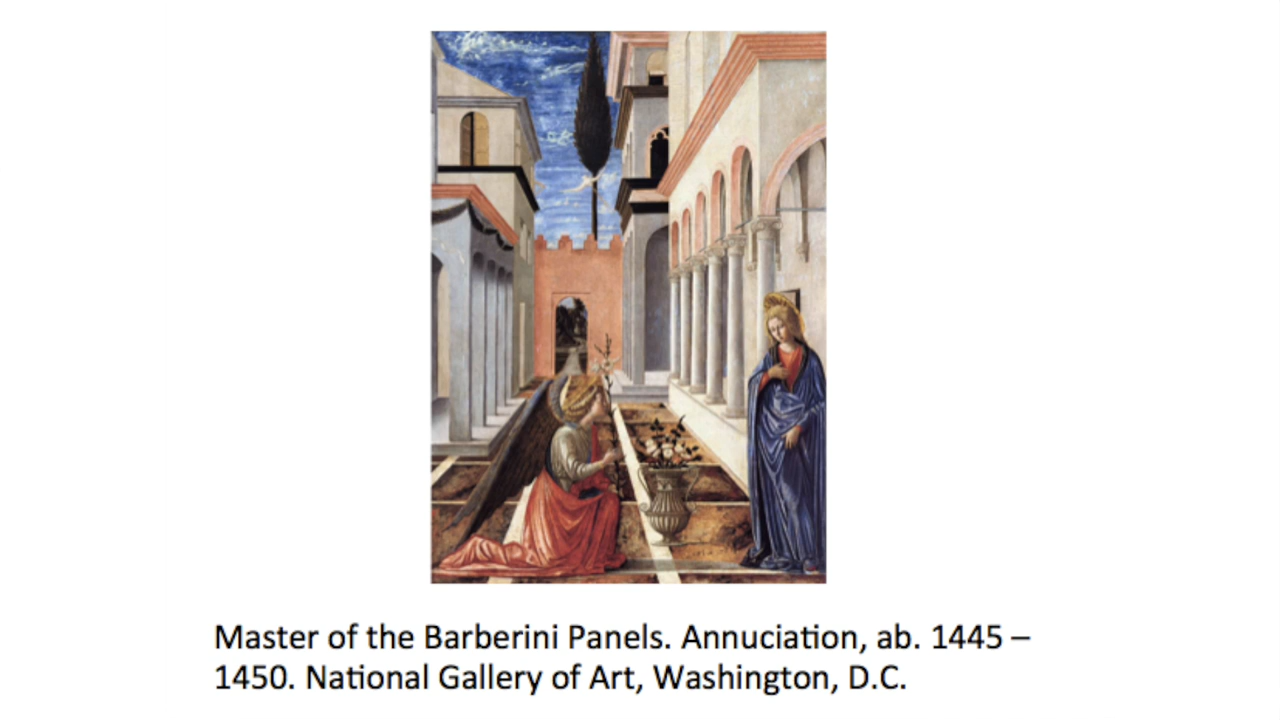 Master of the Barberini Panels. Annuciation, ab. 1445 –
1450. National Gallery of Art, Washington, D.C.